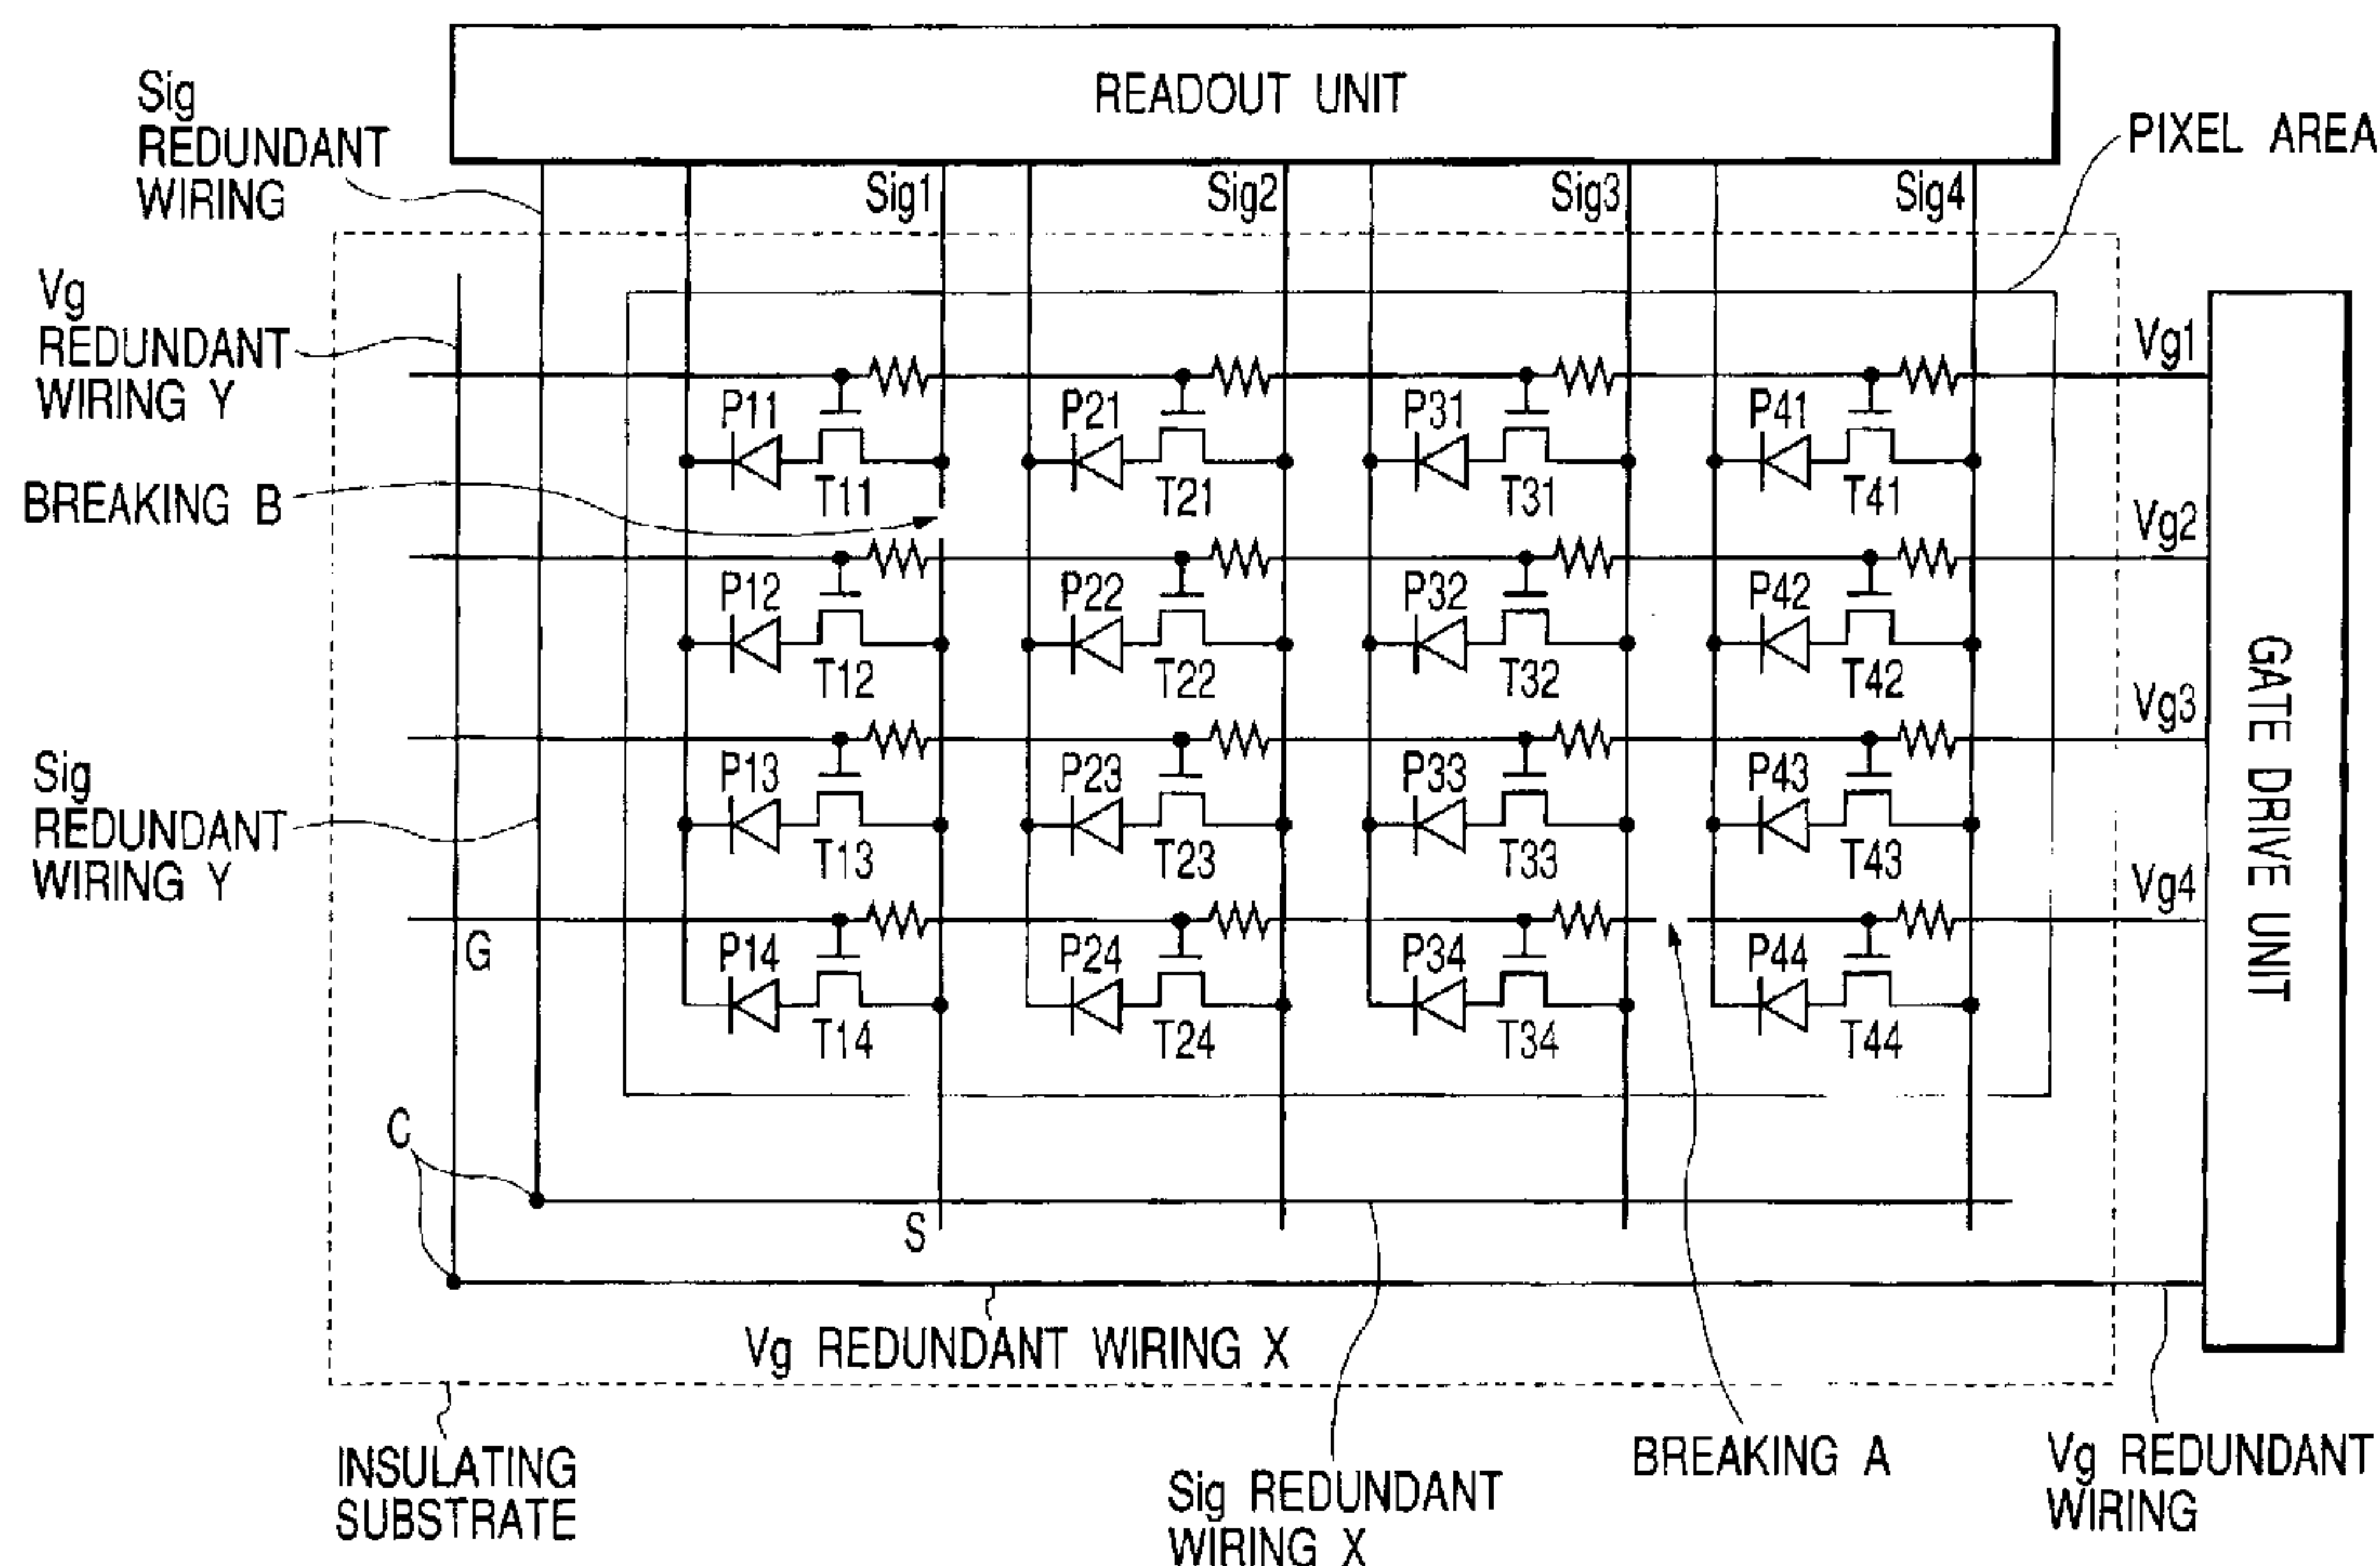 READOUT UNIT
Sig
REDUNDANT
WIRING
PIXEL AREA
Sig1
Sig2
Sig3
Sig4
Vg
REDUNDANT
WIRING Y
Vg1
P11
P21
P31
P41
T11
T21
T31
T41
BREAKING B
Vg2
P12
P22
P32
P42
T12
T22
T32
T42
GATE DRIVE UNIT
Vg3
Sig
REDUNDANT
WIRING Y
P13
P23
P33
P43
T13
T23
T33
T43
Vg4
G
P14
P24
P34
P44
T14
T24
T34
T44
C
S
Vg REDUNDANT WIRING X
INSULATING
SUBSTRATE
Sig REDUNDANT
WIRING X
BREAKING A
Vg REDUNDANT
WIRING